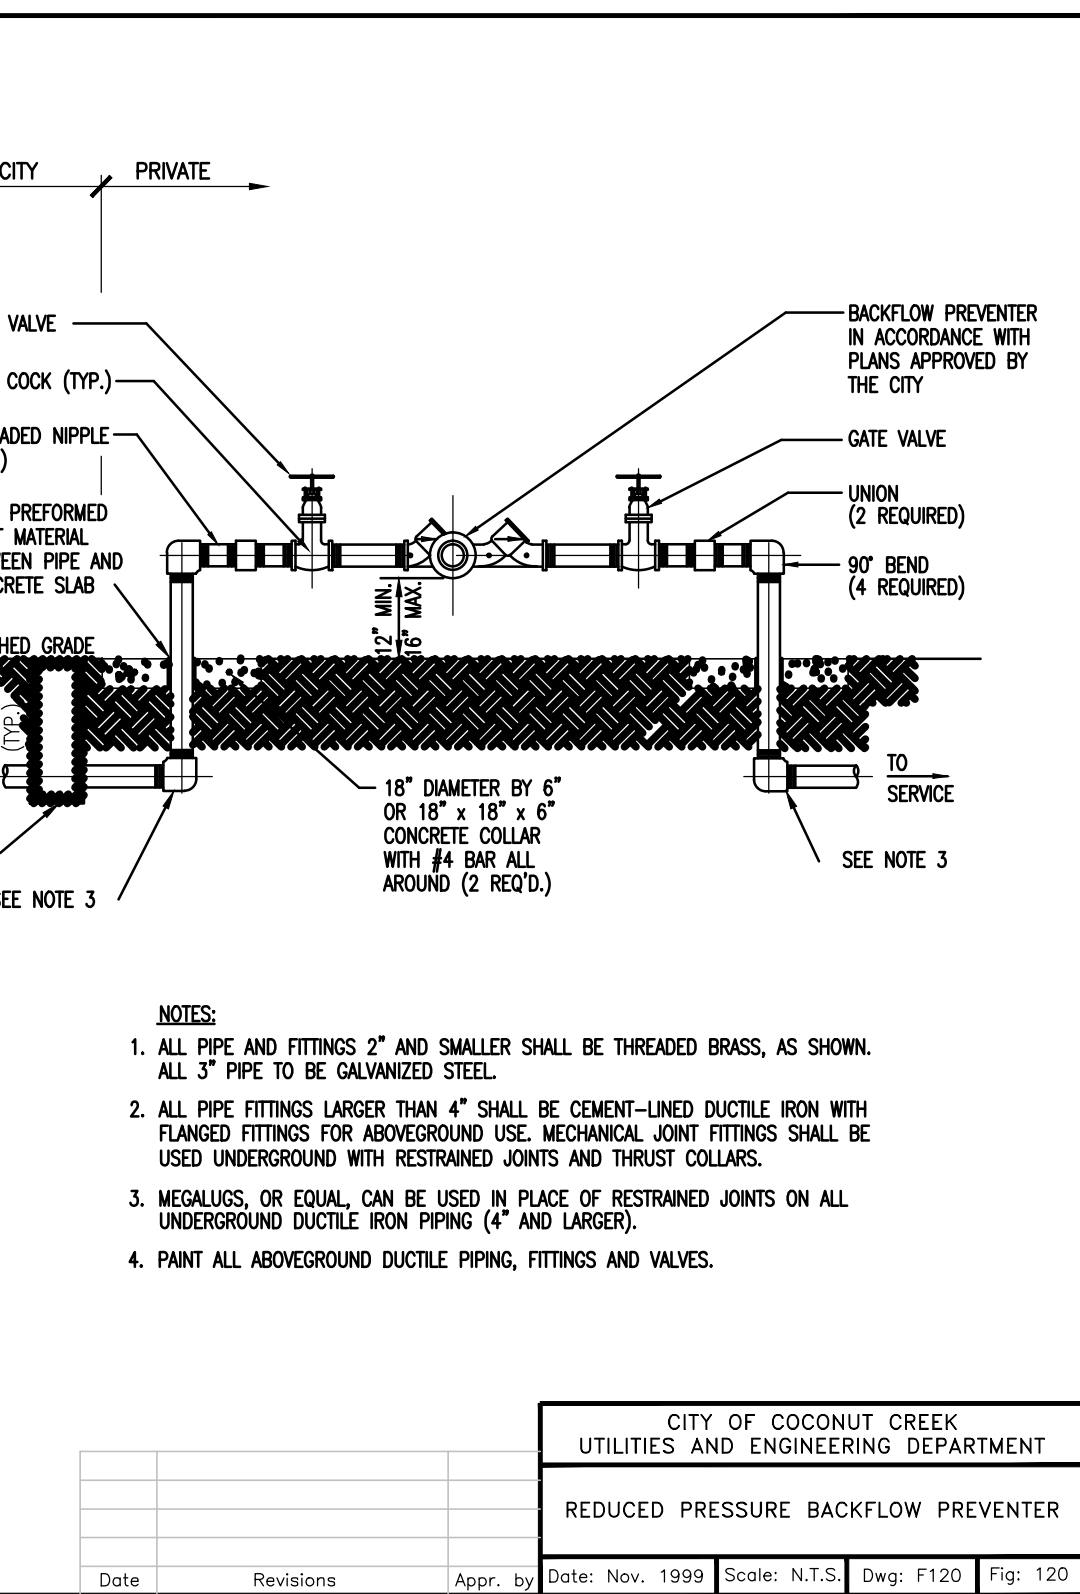 CITY
PRIVATE
VALVE
COCK (TYP.)
NIPPLE
)
PREFORMED
MATERIAL
PIPE AND
SLAB
GRADE
(TYP.)
SEE NOTE 3
BACKFLOW PREVENTER
IN ACCORDANCE WITH
PLANS APPROVED BY
THE CITY
GATE VALVE
UNION
(2 REQUIRED)
90° BEND
(4 REQUIRED)
12" MIN.
16" MAX.
TO
SERVICE
SEE NOTE 3
18" DIAMETER BY 6"
OR 18" x 18" x 6"
CONCRETE COLLAR
WITH #4 BAR ALL
AROUND (2 REQ'D.)
NOTES:
1. ALL PIPE AND FITTINGS 2" AND SMALLER SHALL BE THREADED BRASS, AS SHOWN.
ALL 3" PIPE TO BE GALVANIZED STEEL.
2. ALL PIPE FITTINGS LARGER THAN 4" SHALL BE CEMENT-LINED DUCTILE IRON WITH
FLANGED FITTINGS FOR ABOVEGROUND USE. MECHANICAL JOINT FITTINGS SHALL BE
USED UNDERGROUND WITH RESTRAINED JOINTS AND THRUST COLLARS.
3. MEGALUGS, OR EQUAL, CAN BE USED IN PLACE OF RESTRAINED JOINTS ON ALL
UNDERGROUND DUCTILE IRON PIPING (4" AND LARGER).
4. PAINT ALL ABOVEGROUND DUCTILE PIPING, FITTINGS AND VALVES.
CITY OF COCONUT CREEK
UTILITIES AND ENGINEERING DEPARTMENT
REDUCED PRESSURE BACKFLOW PREVENTER
Date Revisions Appr. by
Date: Nov. 1999 Scale: N.T.S. Dwg: F120 Fig: 120